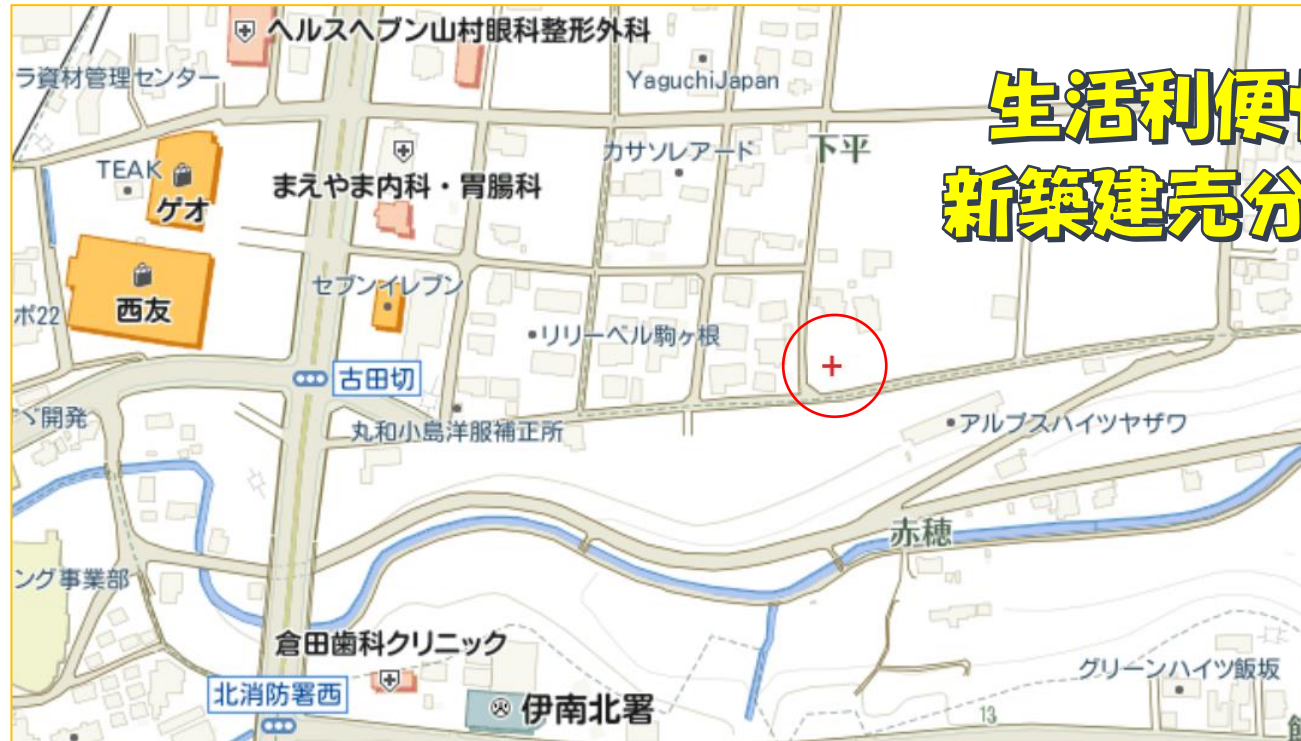 ヘルスヘブン山村眼科整形外科
ラ資材管理センター
YaguchiJapan
生活利便
新築建売分
TEAK
ゲオ
まえやま内科・胃腸科
カサソレアード
下平
西友
セブンイレブン
ポ22
リリーベル駒ヶ根
古田切
ゞ開発
丸和小島洋服補正所
アルプスハイツヤザワ
赤穂
ング事業部
倉田歯科クリニック
北消防署西
伊南北署
グリーンハイツ飯坂
13